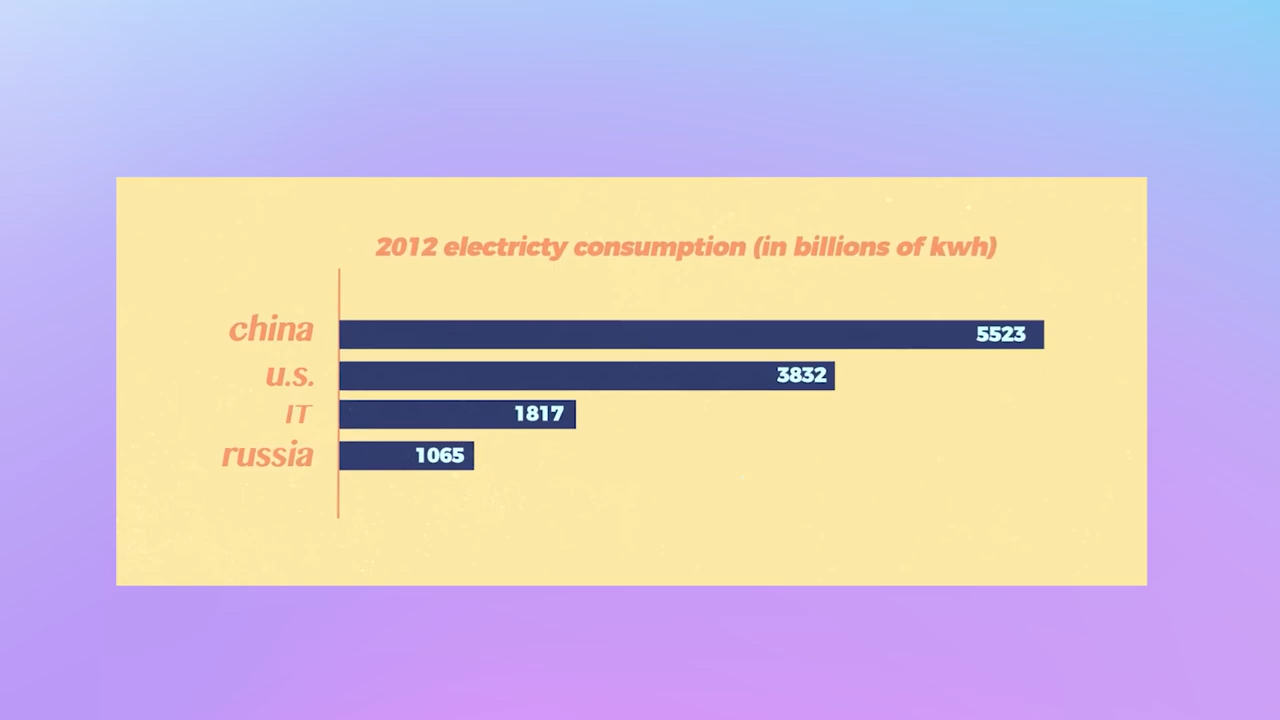 2012 electricty consumption (in billions of kwh)
china 5523
u.s. 3832
IT 1817
russia 1065